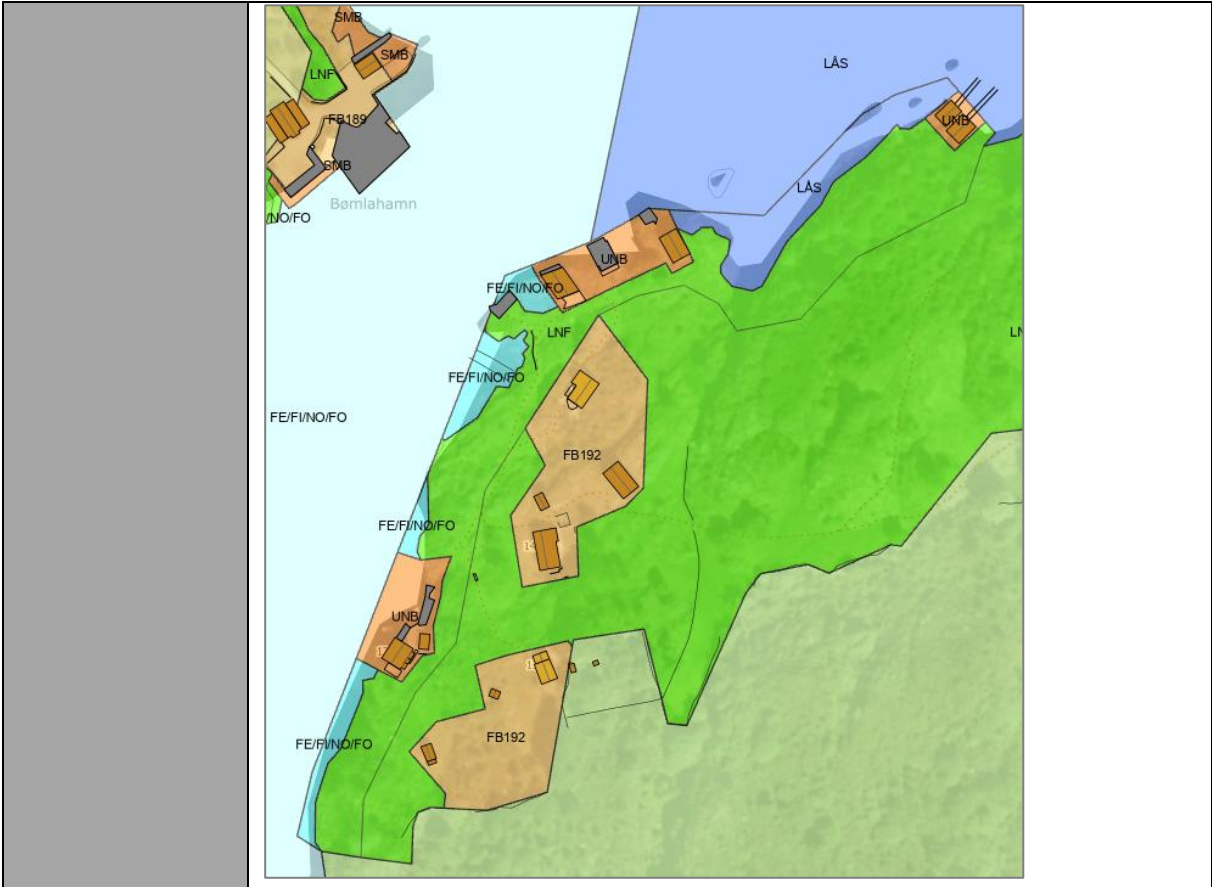 SMB
SMB
LÅS
LNF
FB189
UNB
SMB
LÅS
Bømlahamn
/NO/FO
UNB
FE/FI/NO/FO
LNF
LN
FE/FI/NO/FO
FE/FI/NO/FO
FB192
FE/FI/NO/FO
UNB
FB192
FE/FI/NO/FO